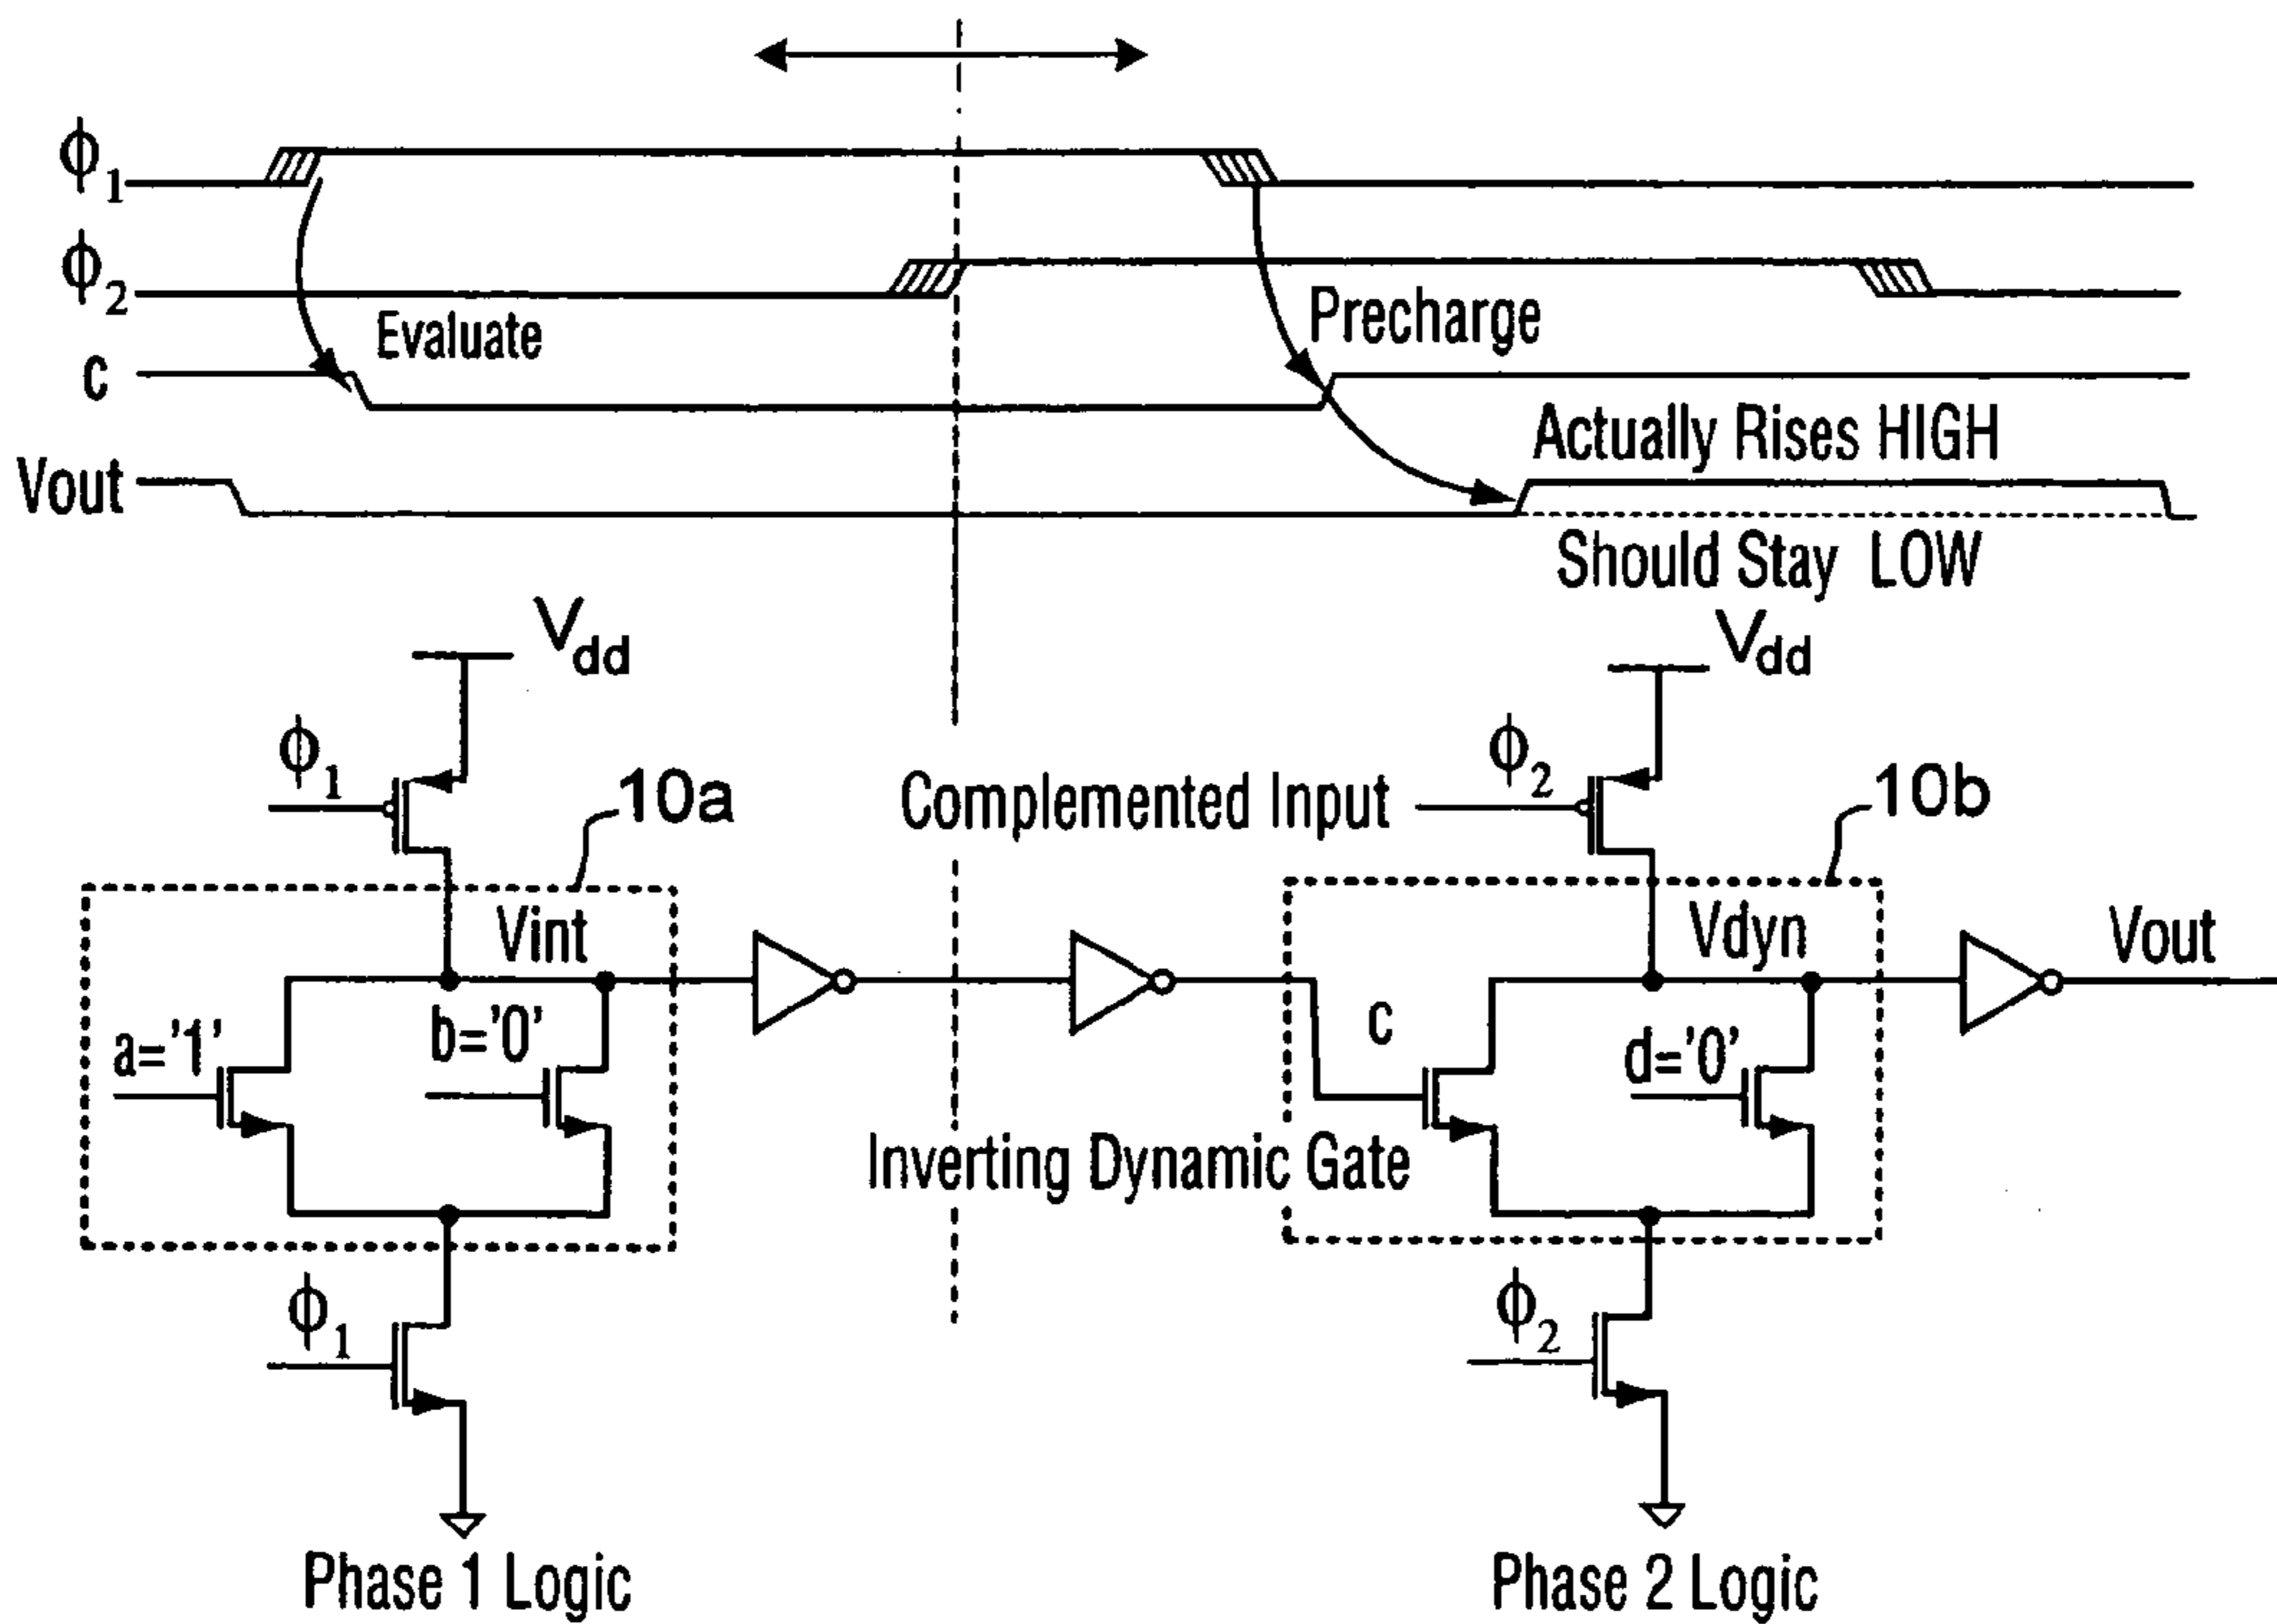 ϕ1
ϕ2
Evaluate
Precharge
c
Actually Rises HIGH
Vout
Should Stay LOW
Vdd
Vdd
ϕ1
ϕ2
10a
Complemented Input
10b
Vint
Vdyn
Vout
a='1'
b='0'
c
d='0'
Inverting Dynamic Gate
ϕ1
ϕ2
Phase 1 Logic
Phase 2 Logic